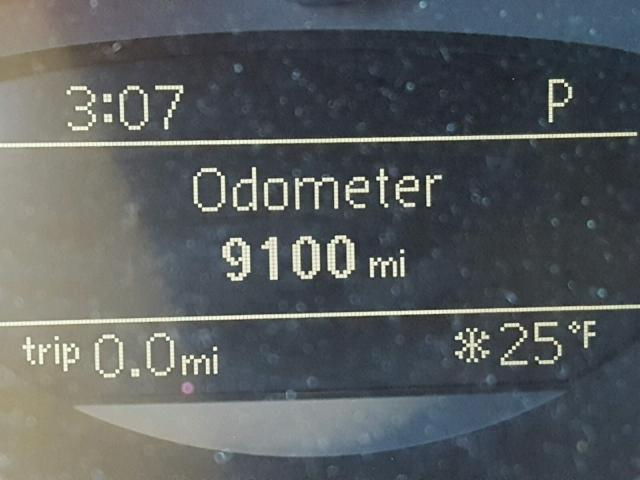 3:07 P
Odometer
9100 mi
trip 0.0 mi ❄25°F